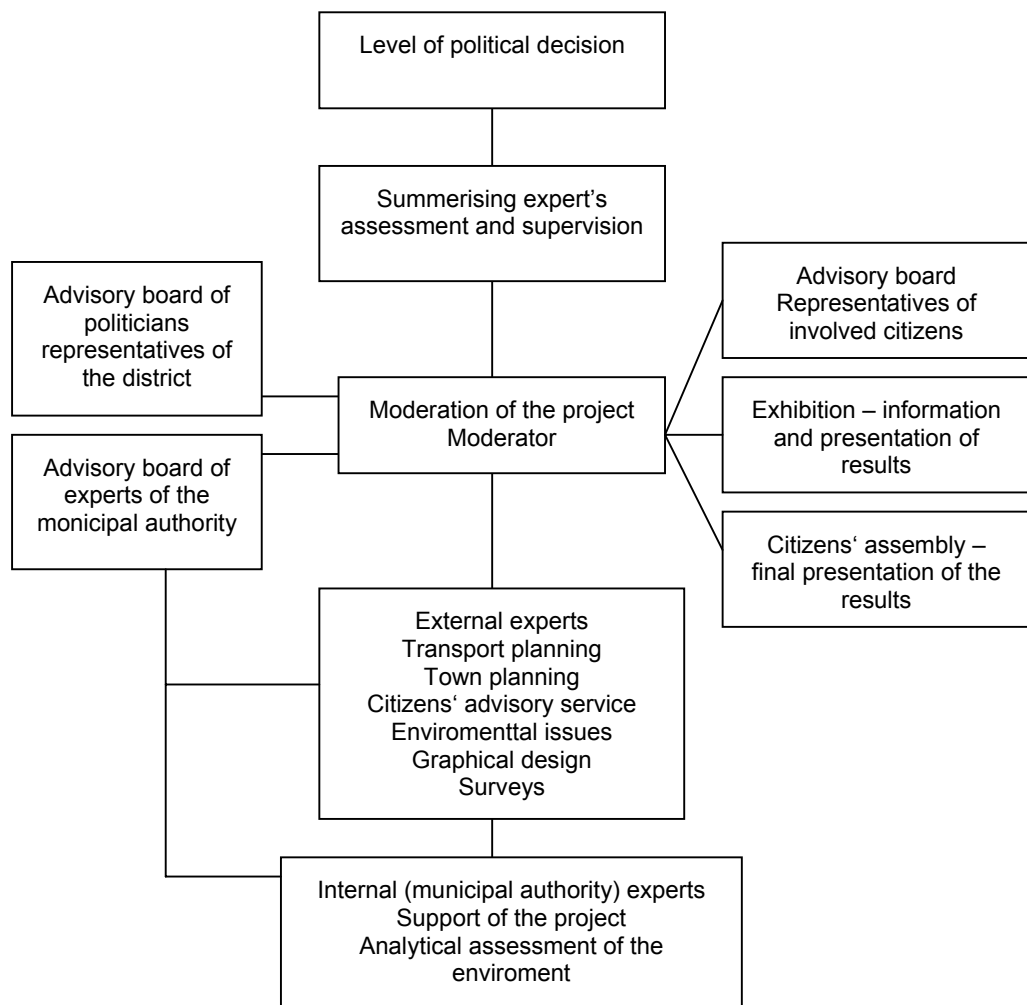 Level of political decision
Summerising expert’s
assessment and supervision
Advisory board of
politicians
representatives of
the district
Advisory board
Representatives of
involved citizens
Moderation of the project
Moderator
Exhibition – information
and presentation of
results
Advisory board of
experts of the
monicipal authority
Citizens‘ assembly –
final presentation of the
results
External experts
Transport planning
Town planning
Citizens‘ advisory service
Enviromenttal issues
Graphical design
Surveys
Internal (municipal authority) experts
Support of the project
Analytical assessment of the
enviroment